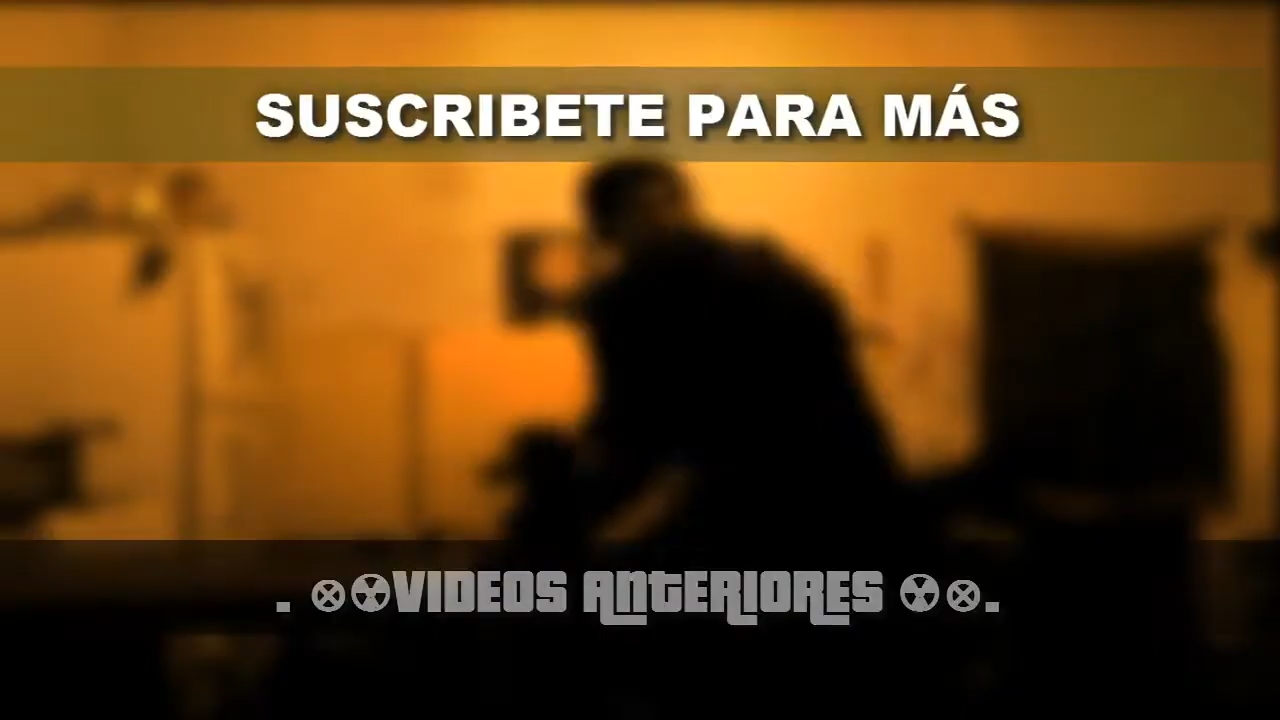 SUSCRIBETE PARA MÁS
. ⊗☢VIDEOS ANTERIORES ☢⊗.